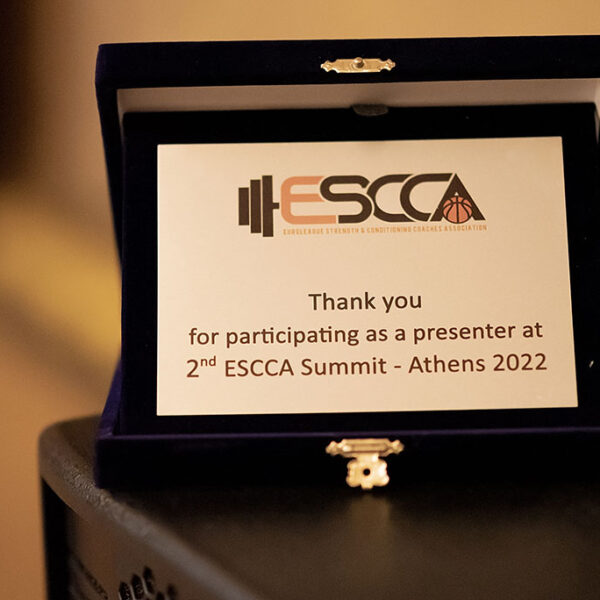 ESCCA
EUROLEAGUE STRENGTH & CONDITIONING COACHES ASSOCIATION
Thank you
for participating as a presenter at
2nd ESCCA Summit - Athens 2022